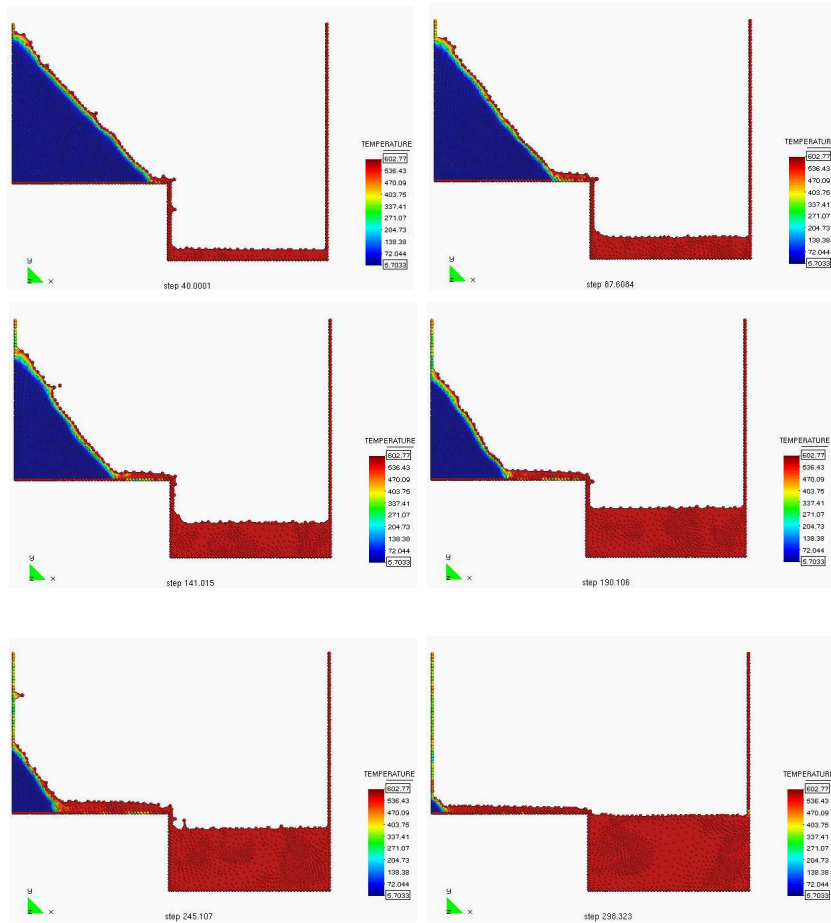 TEMPERATURE
602.77
536.43
470.09
403.75
337.41
271.07
204.73
138.38
72.044
5.7033
y
z x
step 40.0001
TEMPERATURE
602.77
536.43
470.09
403.75
337.41
271.07
204.73
138.38
72.044
5.7033
y
z x
step 87.6084
TEMPERATURE
602.77
536.43
470.09
403.75
337.41
271.07
204.73
138.38
72.044
5.7033
y
z x
step 141.015
TEMPERATURE
602.77
536.43
470.09
403.75
337.41
271.07
204.73
138.38
72.044
5.7033
y
z x
step 190.106
TEMPERATURE
602.77
536.43
470.09
403.75
337.41
271.07
204.73
138.38
72.044
5.7033
y
z x
step 245.107
TEMPERATURE
602.77
536.43
470.09
403.75
337.41
271.07
204.73
138.38
72.044
5.7033
y
z x
step 298.323